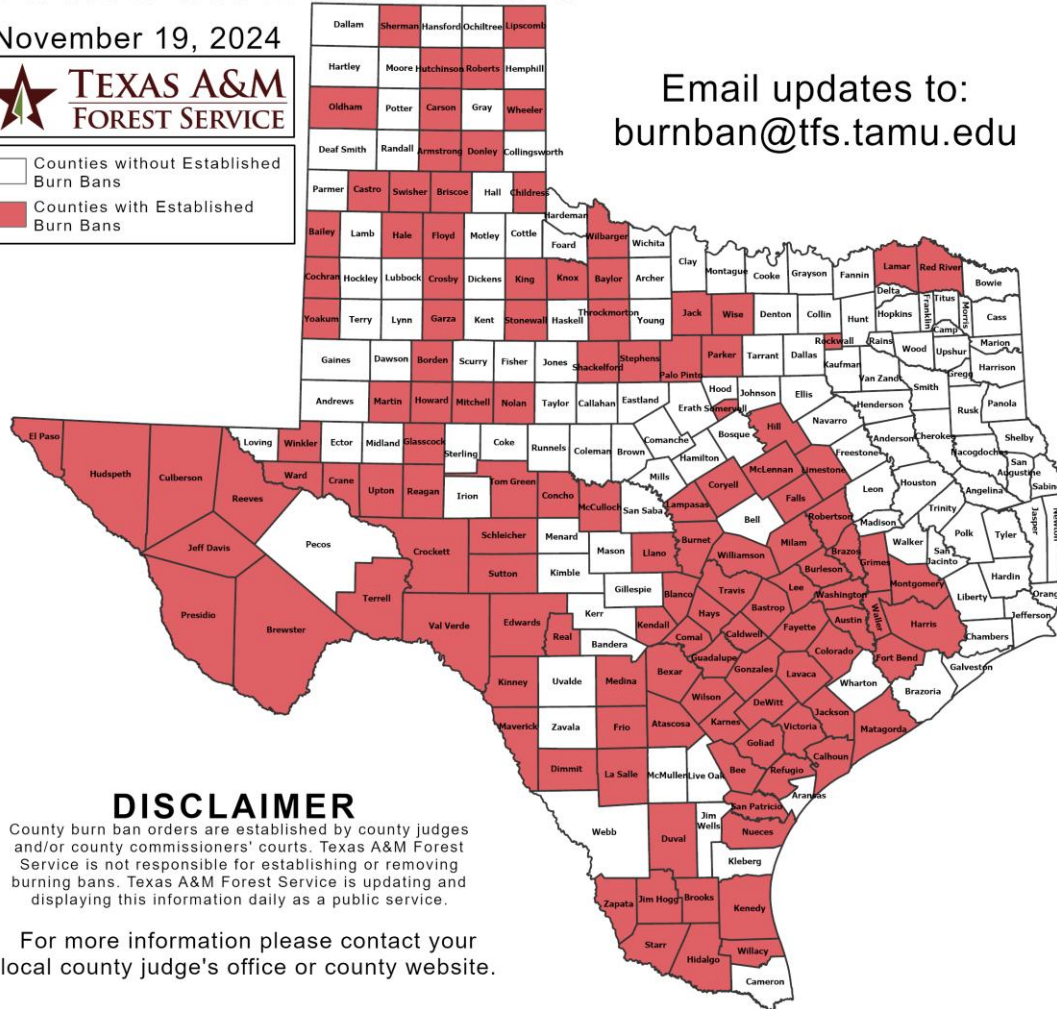 November 19, 2024
TEXAS A&M
FOREST SERVICE
Counties without Established
Burn Bans
Counties with Established
Burn Bans
Email updates to:
burnban@tfs.tamu.edu
Dallam Sherman Hansford Ochiltree Lipscomb
Hartley Moore Hutchinson Roberts Hemphill
Oldham Potter Carson Gray Wheeler
Deaf Smith Randall Armstrong Donley Collingsworth
Parmer Castro Swisher Briscoe Hall Childress
Hardeman
Bailey Lamb Hale Floyd Motley Cottle Foard Wilbarger Wichita
Clay Montague Cooke Grayson Fannin Lamar Red River Bowie
Cochran Hockley Lubbock Crosby Dickens King Knox Baylor Archer
Delta Titus Franklin Morris
Yoakum Terry Lynn Garza Kent Stonewall Haskell Throckmorton Young Jack Wise Denton Collin Hunt Hopkins Camp Cass
Rockwall Rains Wood Upshur Marion
Gaines Dawson Borden Scurry Fisher Jones Shackelford Stephens Palo Pinto Parker Tarrant Dallas Kaufman Van Zandt Gregg Harrison
Smith
Andrews Martin Howard Mitchell Nolan Taylor Callahan Eastland Erath Hood Somervell Johnson Ellis Henderson Rusk Panola
Navarro
El Paso Hudspeth Culberson Reeves Loving Winkler Ector Midland Glasscock Sterling Coke Runnels Coleman Brown Comanche Hamilton Bosque Hill Freestone Anderson Cherokee Nacogdoches Shelby
San Augustine Sabine
Ward Crane Upton Reagan Irion Tom Green Concho McCulloch San Saba Mills Lampasas Coryell McLennan Limestone Falls Leon Houston Angelina
Trinity
Jeff Davis Pecos Crockett Schleicher Menard Mason Llano Burnet Bell Milam Robertson Madison Walker Polk Tyler Jasper Newton
San Jacinto
Presidio Brewster Terrell Sutton Kimble Gillespie Blanco Williamson Travis Lee Burleson Brazos Grimes Montgomery Hardin
Washington Liberty Orange
Val Verde Edwards Real Kerr Bandera Kendall Comal Hays Caldwell Bastrop Fayette Austin Waller Harris Jefferson
Chambers
Kinney Uvalde Medina Bexar Guadalupe Gonzales Lavaca Colorado Fort Bend Galveston
Wharton Brazoria
Maverick Zavala Frio Atascosa Wilson Karnes DeWitt Victoria Jackson Matagorda
Goliad Calhoun
Dimmit La Salle McMullen Live Oak Bee Refugio
Aransas
San Patricio
Webb Duval Jim Wells Nueces
Kleberg
Zapata Jim Hogg Brooks Kenedy
Starr Hidalgo Willacy
Cameron
DISCLAIMER
County burn ban orders are established by county judges
and/or county commissioners' courts. Texas A&M Forest
Service is not responsible for establishing or removing
burning bans. Texas A&M Forest Service is updating and
displaying this information daily as a public service.
For more information please contact your
local county judge's office or county website.